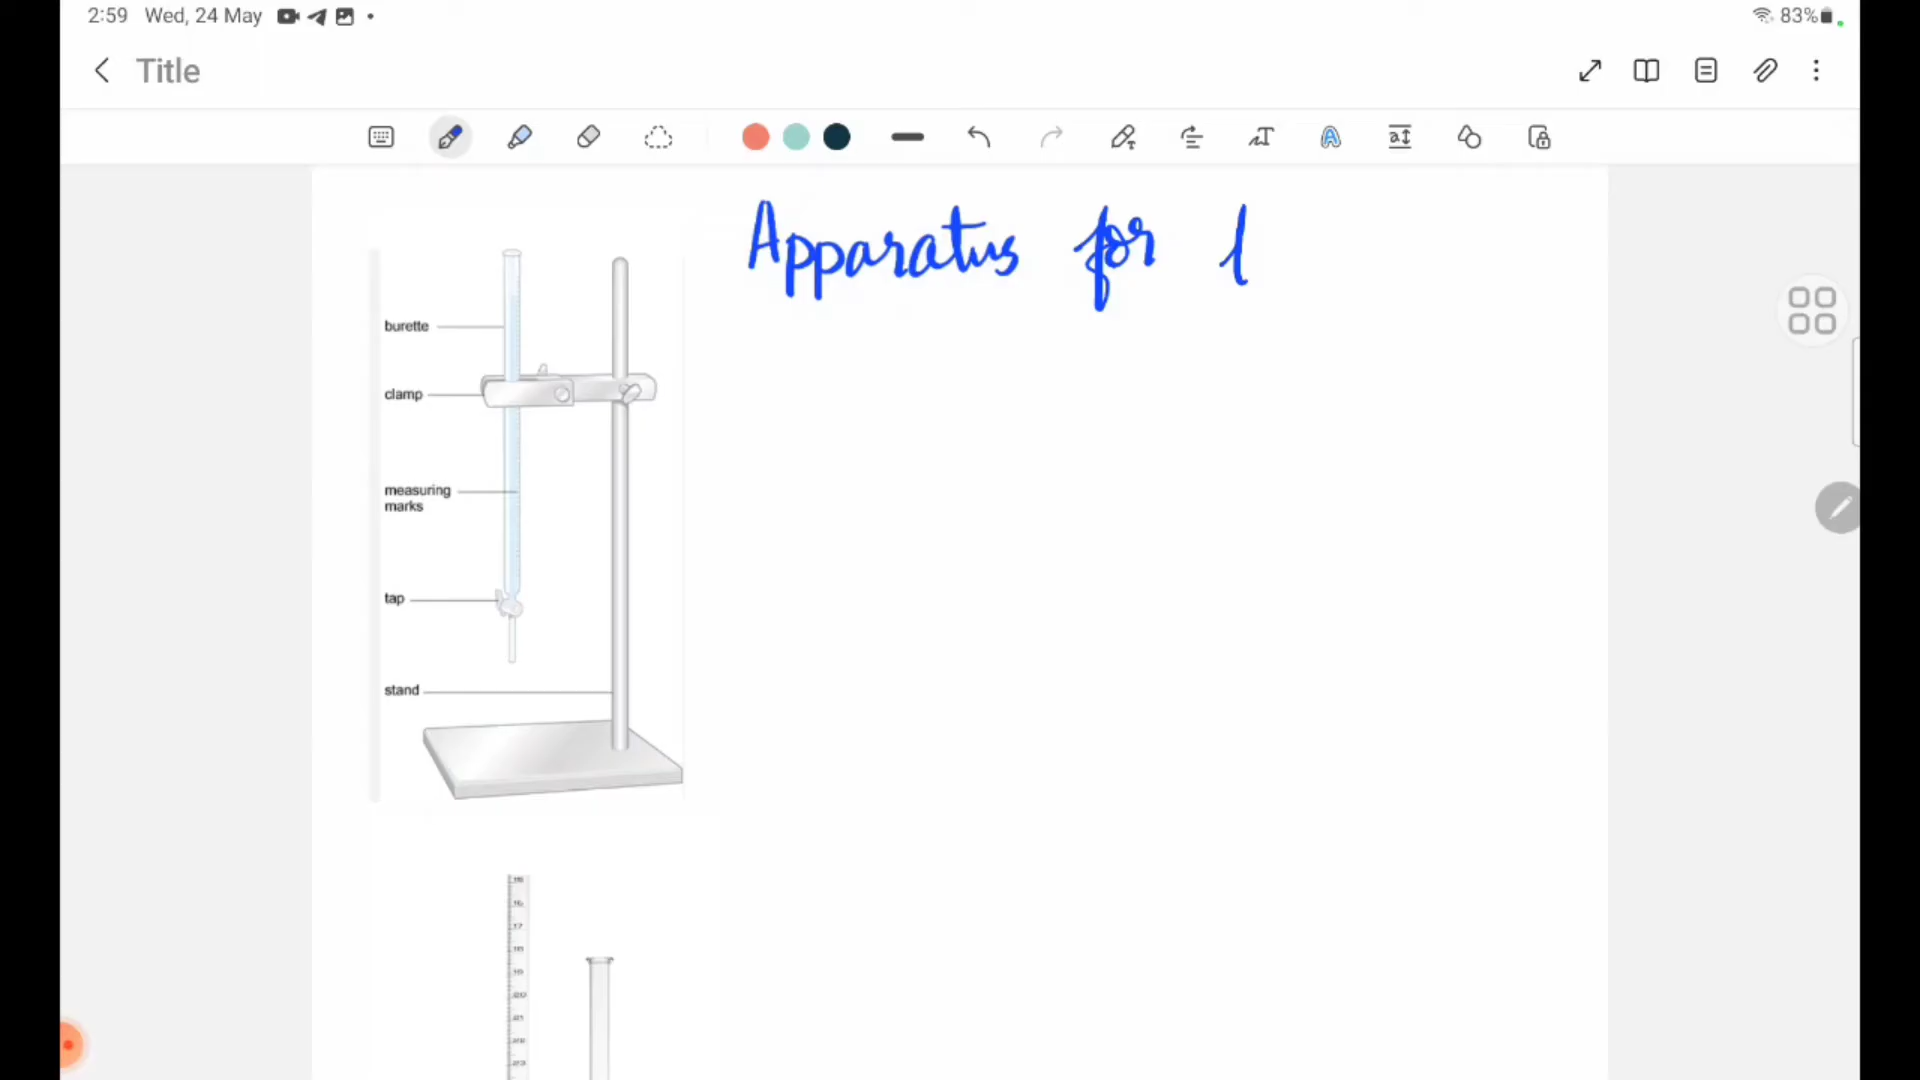 2:59 Wed, 24 May
83%
Title
Apparatus for l
burette
clamp
measuring
marks
tap
stand